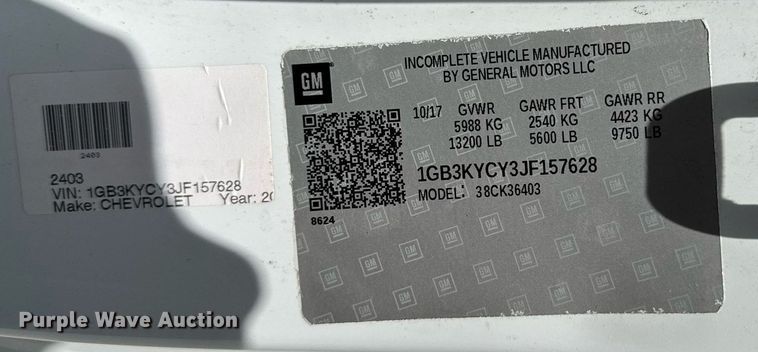 2403
2403
VIN: 1GB3KYCY3JF157628
Make: CHEVROLET Year: 20
GM
INCOMPLETE VEHICLE MANUFACTURED
BY GENERAL MOTORS LLC
10/17 GVWR GAWR FRT GAWR RR
5988 KG 2540 KG 4423 KG
13200 LB 5600 LB 9750 LB
1GB3KYCY3JF157628
MODEL: 38CK36403
8624
Purple Wave Auction